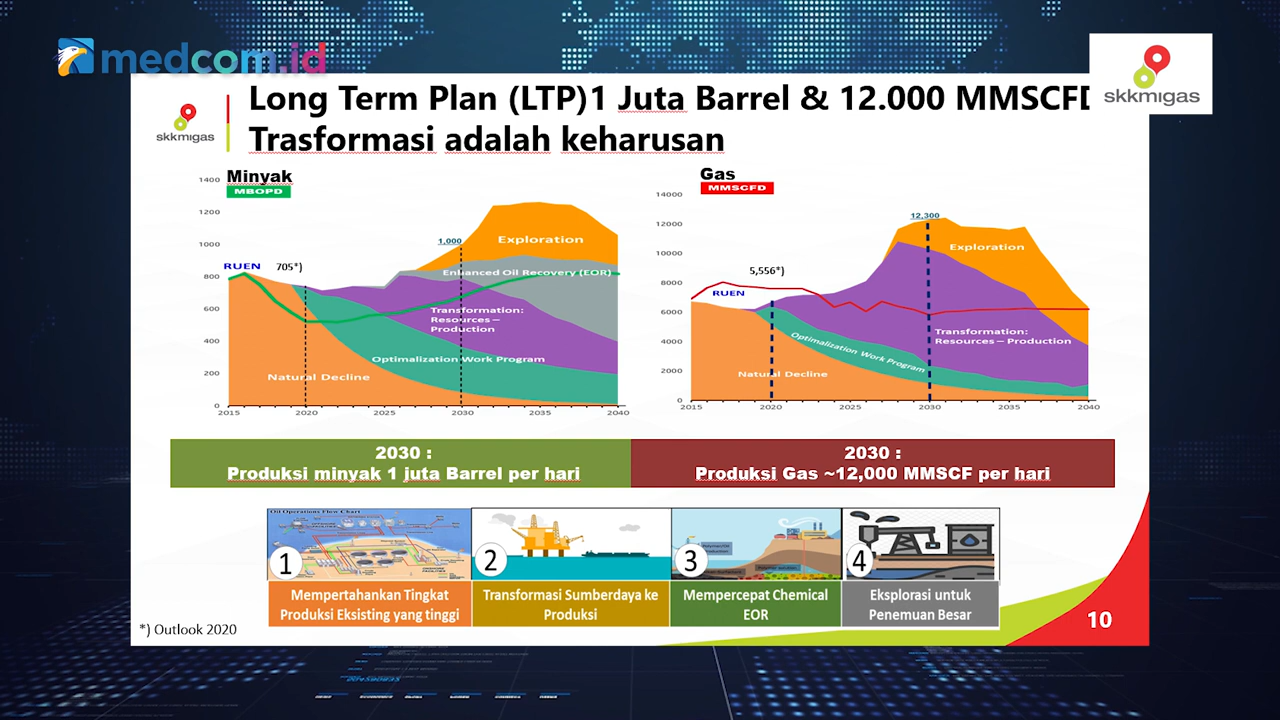 medcom.id
skkmigas
skkmigas
Long Term Plan (LTP)1 Juta Barrel & 12.000 MMSCFD
Trasformasi adalah keharusan
Minyak
MBOPD
1400
1200
1000
800
600
400
200
0
2015 2020 2025 2030 2035 2040
RUEN
705*)
1,000
Exploration
Enhanced Oil Recovery (EOR)
Transformation:
Resources –
Production
Optimalization Work Program
Natural Decline
Gas
MMSCFD
14000
12000
10000
8000
6000
4000
2000
0
2015 2020 2025 2030 2035 2040
RUEN
5,556*)
12,300
Exploration
Transformation:
Resources – Production
Optimalization Work Program
Natural Decline
2030 :
Produksi minyak 1 juta Barrel per hari
2030 :
Produksi Gas ~12,000 MMSCF per hari
Oil Operations Flow Chart
1
2
3
4
Mempertahankan Tingkat
Produksi Eksisting yang tinggi
Transformasi Sumberdaya ke
Produksi
Mempercepat Chemical
EOR
Eksplorasi untuk
Penemuan Besar
*) Outlook 2020
10